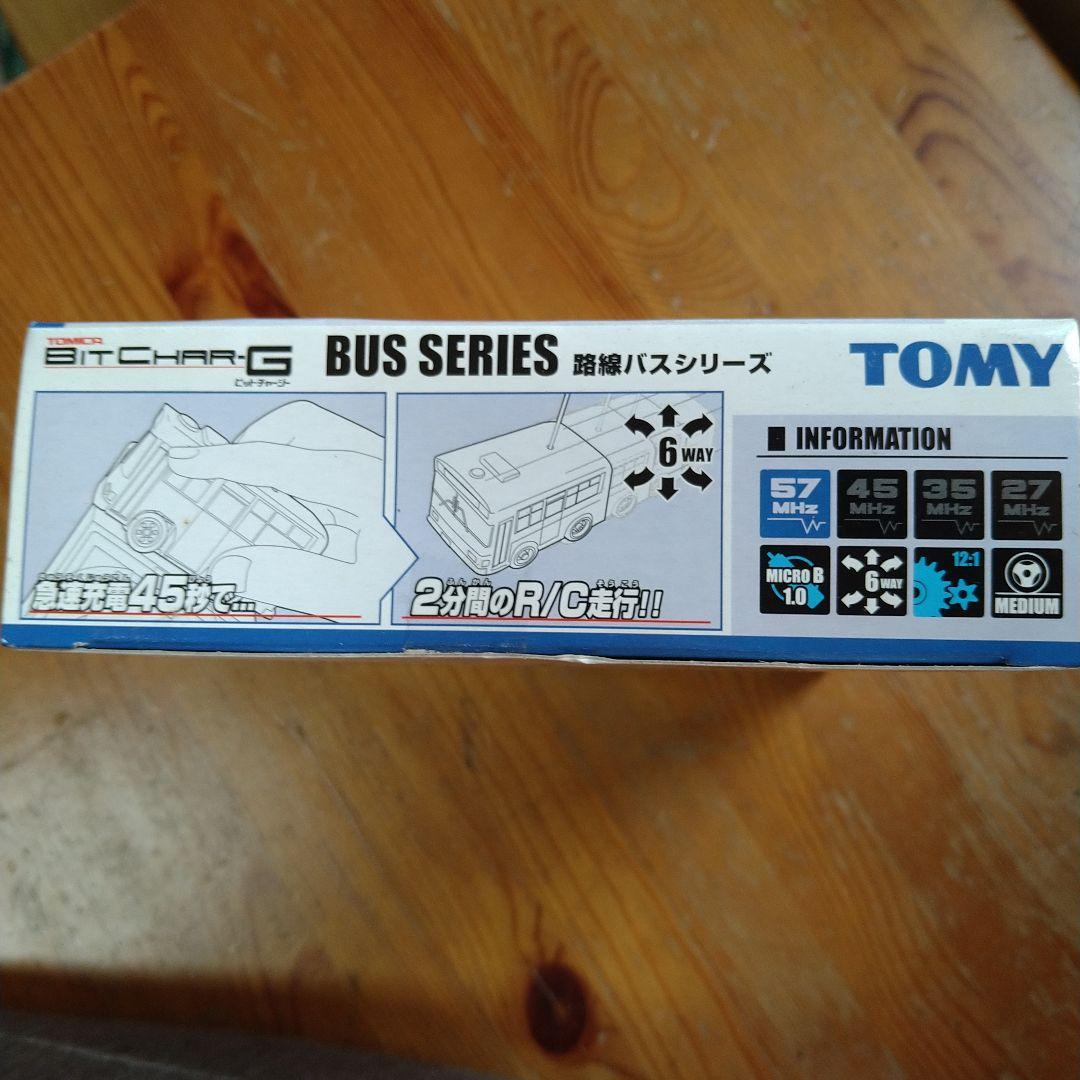 TOMICA
BIT CHAR-G
ビットチャージー
BUS SERIES 路線バスシリーズ
TOMY
急速充電45秒で...
6 WAY
2分間のR/C走行!!
INFORMATION
57 MHz
45 MHz
35 MHz
27 MHz
MICRO B
1.0
6 WAY
12:1
MEDIUM